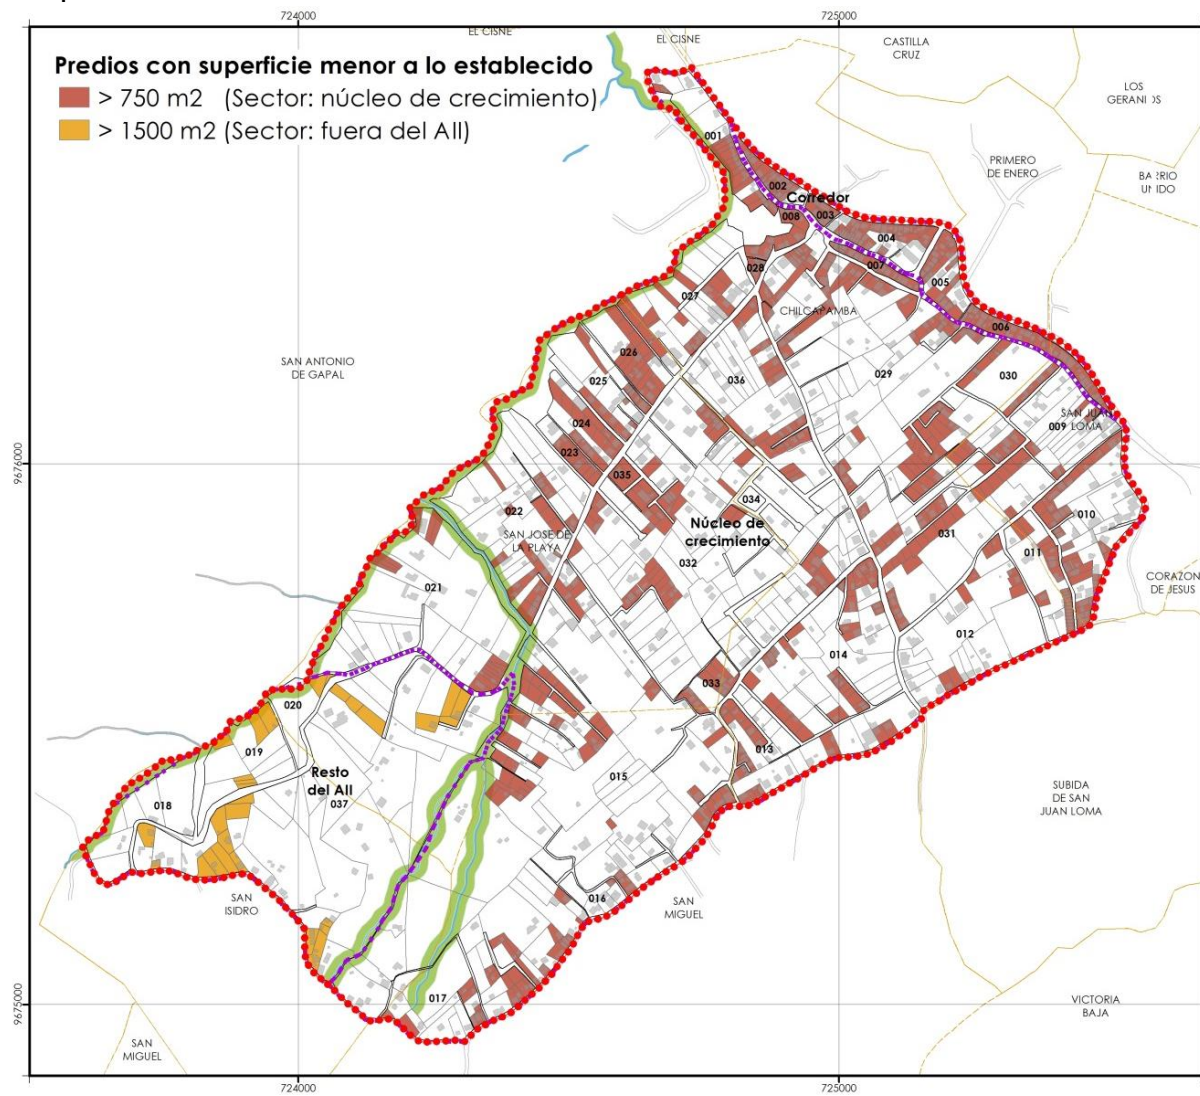 724000
725000
EL CISNE
EL CISNE
CASTILLA
CRUZ
Predios con superficie menor a lo establecido
> 750 m2 (Sector: núcleo de crecimiento)
> 1500 m2 (Sector: fuera del AII)
LOS
PRIMERO
DE ENERO
001
002
Corredor
008
003
004
007
005
028
027
CHILCAPAMBA
006
SAN ANTONIO
DE GAPAL
026
025
036
029
030
024
SAN JUAN
LOMA
009
023
9676000
035
034
022
010
Núcleo de
crecimiento
SAN JOSE DE
LA PLAYA
031
032
011
021
CORAZON
DE JESUS
012
014
033
020
019
013
Resto
del AII
037
015
018
SUBIDA
DE SAN
JUAN LOMA
SAN
ISIDRO
016
SAN
MIGUEL
017
9675000
VICTORIA
BAJA
SAN
MIGUEL
724000
725000